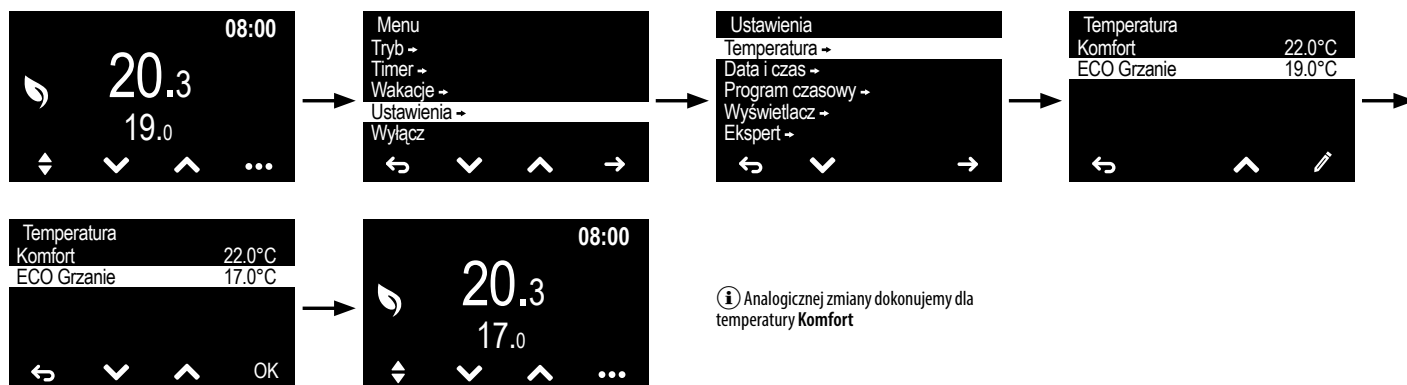 08:00
20.3
19.0
Menu
Tryb
Timer
Wakacje
Ustawienia
Wyłącz
Ustawienia
Temperatura
Data i czas
Program czasowy
Wyświetlacz
Ekspert
Temperatura
Komfort 22.0°C
ECO Grzanie 19.0°C
Temperatura
Komfort 22.0°C
ECO Grzanie 17.0°C
OK
08:00
20.3
17.0
i Analogicznej zmiany dokonujemy dla
temperatury Komfort